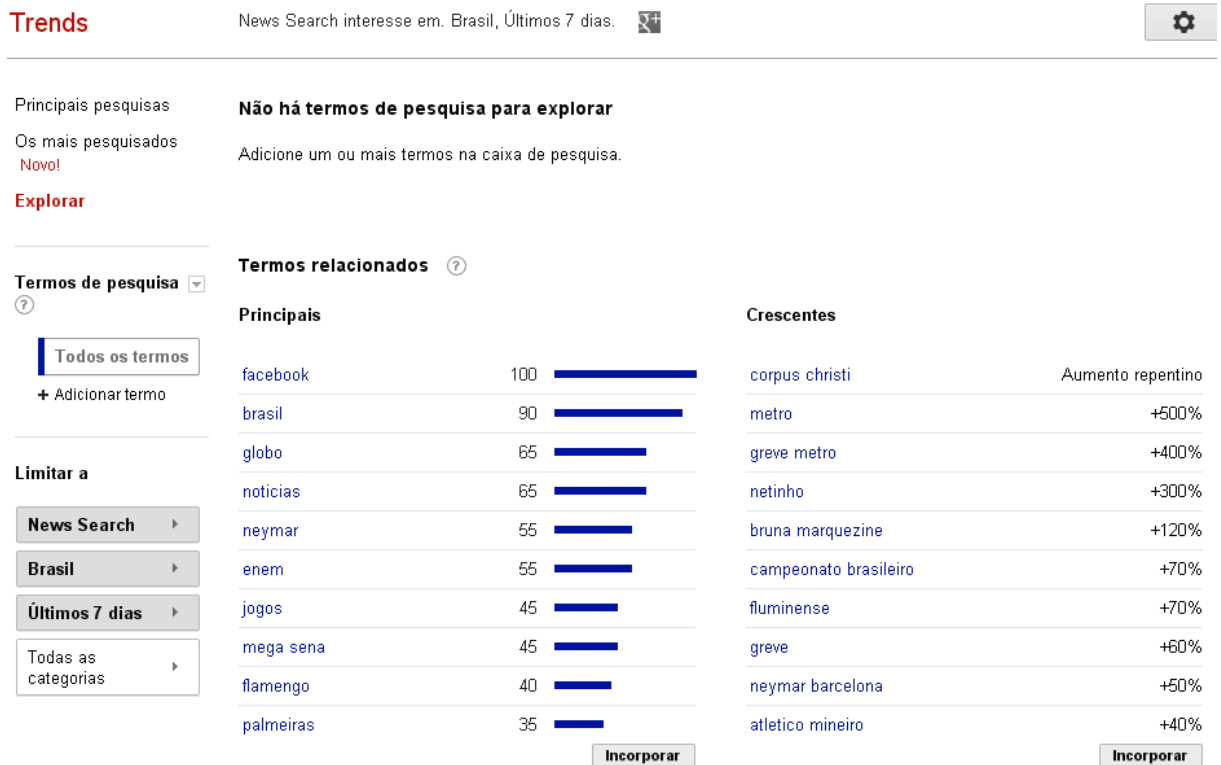 Trends
News Search interesse em. Brasil, Últimos 7 dias.
g+
Principais pesquisas
Os mais pesquisados
Novo!
Explorar
Não há termos de pesquisa para explorar
Adicione um ou mais termos na caixa de pesquisa.
Termos de pesquisa
?
Todos os termos
+ Adicionar termo
Limitar a
News Search
Brasil
Últimos 7 dias
Todas as
categorias
Termos relacionados ?
Principais
facebook 100
brasil 90
globo 65
noticias 65
neymar 55
enem 55
jogos 45
mega sena 45
flamengo 40
palmeiras 35
Incorporar
Crescentes
corpus christi Aumento repentino
metro +500%
greve metro +400%
netinho +300%
bruna marquezine +120%
campeonato brasileiro +70%
fluminense +70%
greve +60%
neymar barcelona +50%
atletico mineiro +40%
Incorporar